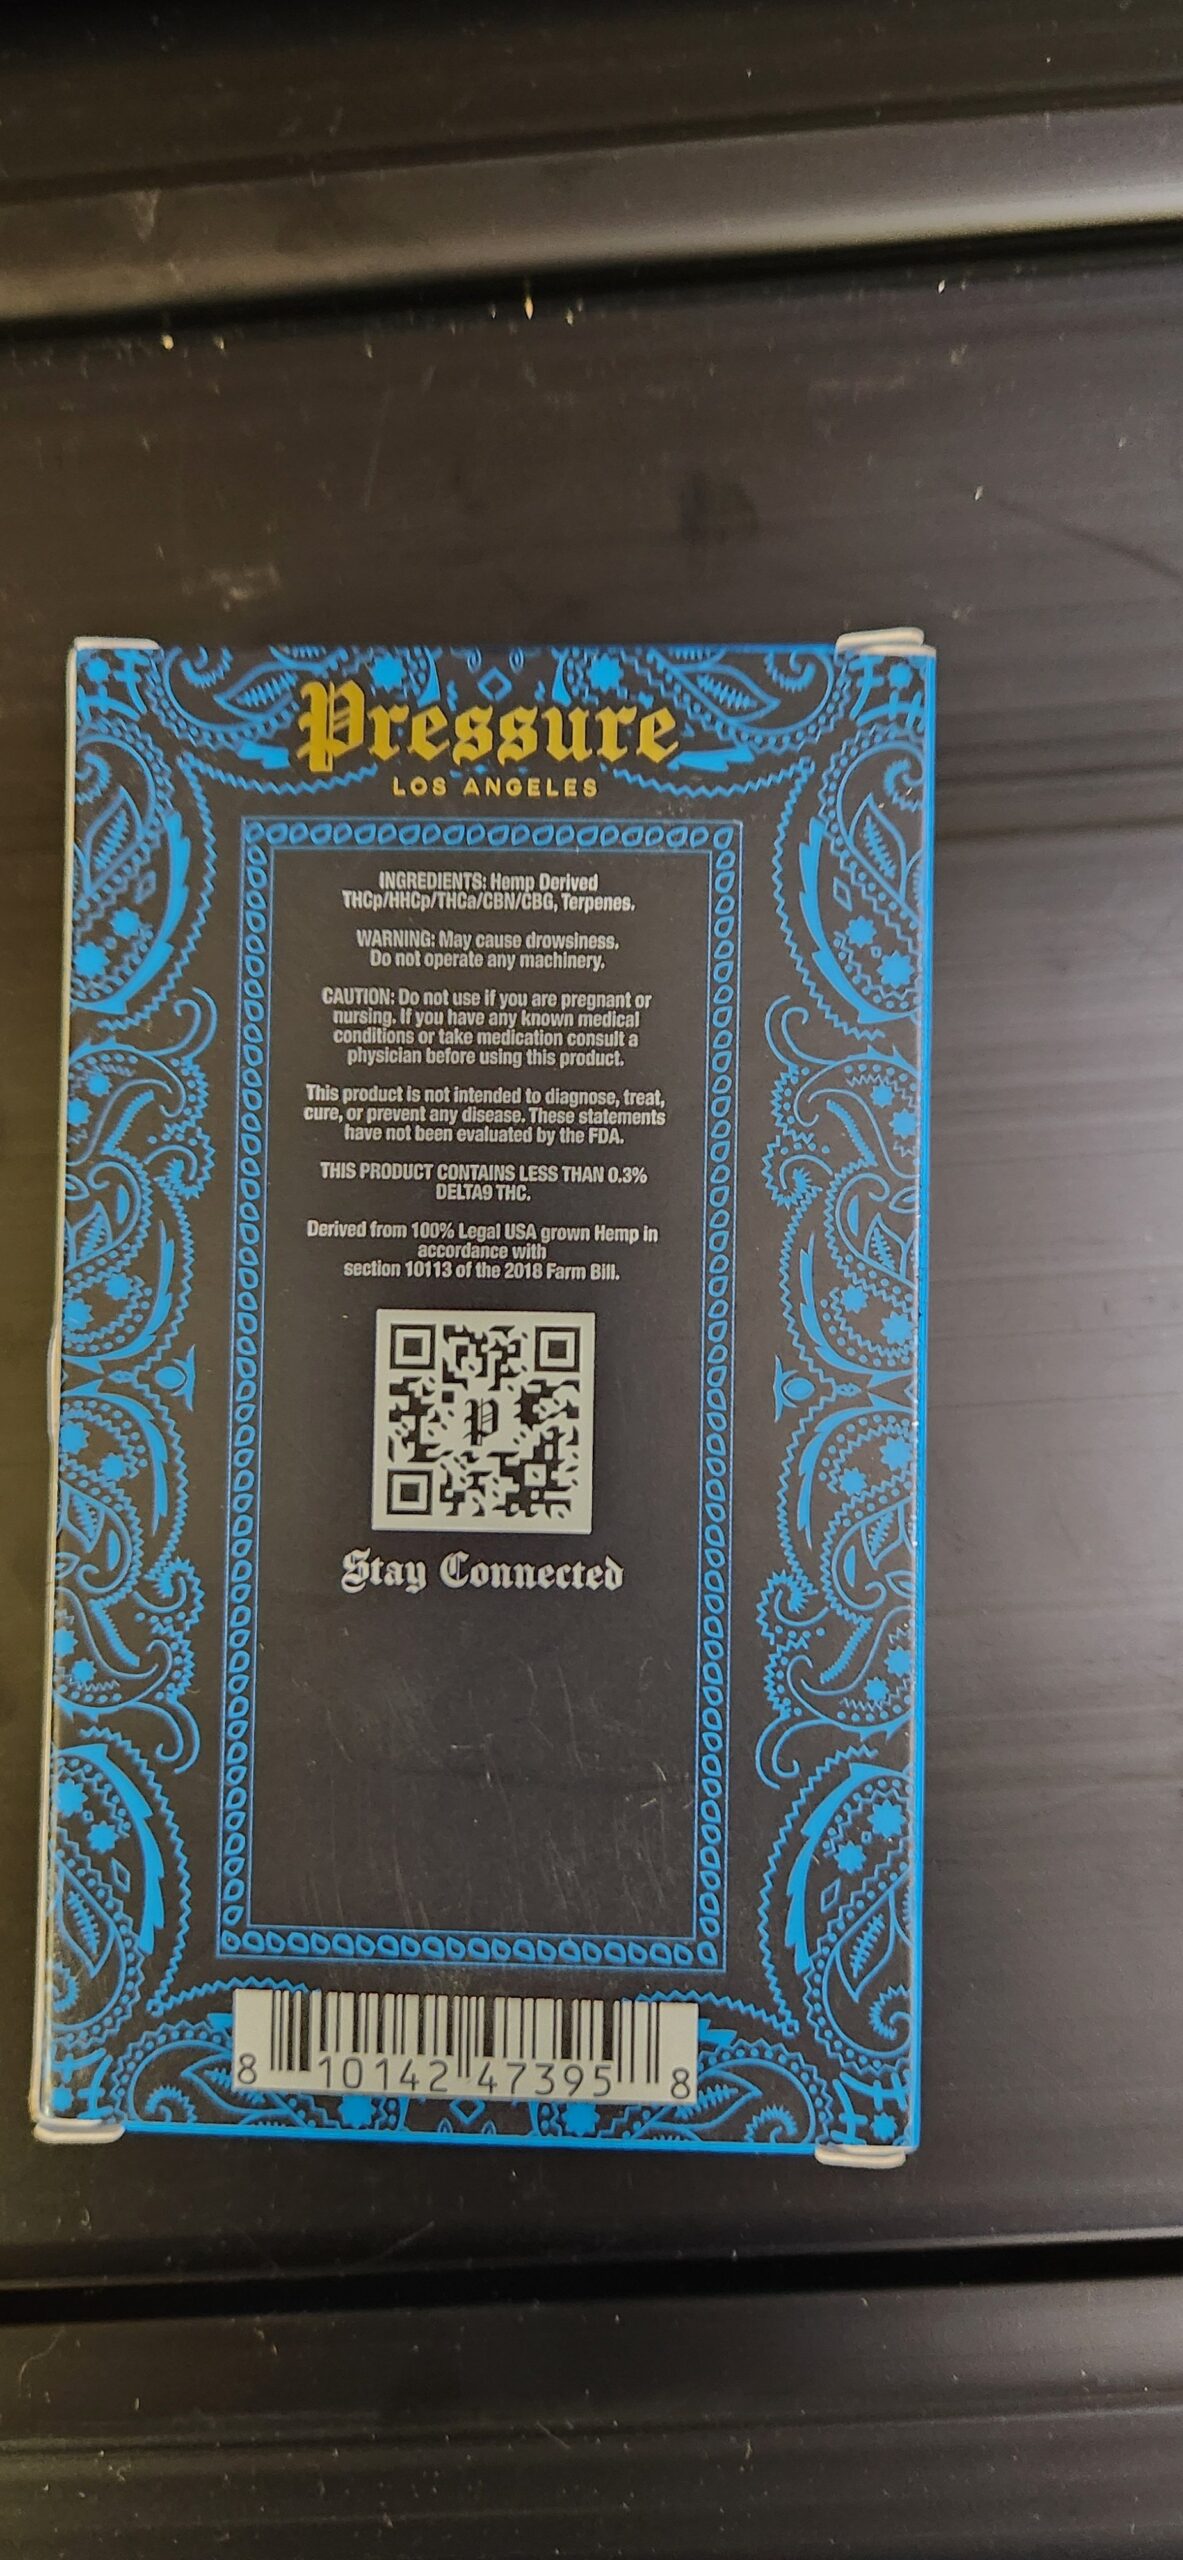 Pressure
LOS ANGELES
INGREDIENTS: Hemp Derived
THCp/HHCp/THCa/CBN/CBG, Terpenes.
WARNING: May cause drowsiness.
Do not operate any machinery.
CAUTION: Do not use if you are pregnant or
nursing. If you have any known medical
conditions or take medication consult a
physician before using this product.
This product is not intended to diagnose, treat,
cure, or prevent any disease. These statements
have not been evaluated by the FDA.
THIS PRODUCT CONTAINS LESS THAN 0.3%
DELTA9 THC.
Derived from 100% Legal USA grown Hemp in
accordance with
section 10113 of the 2018 Farm Bill.
P
Stay Connected
8 10142 47395 8